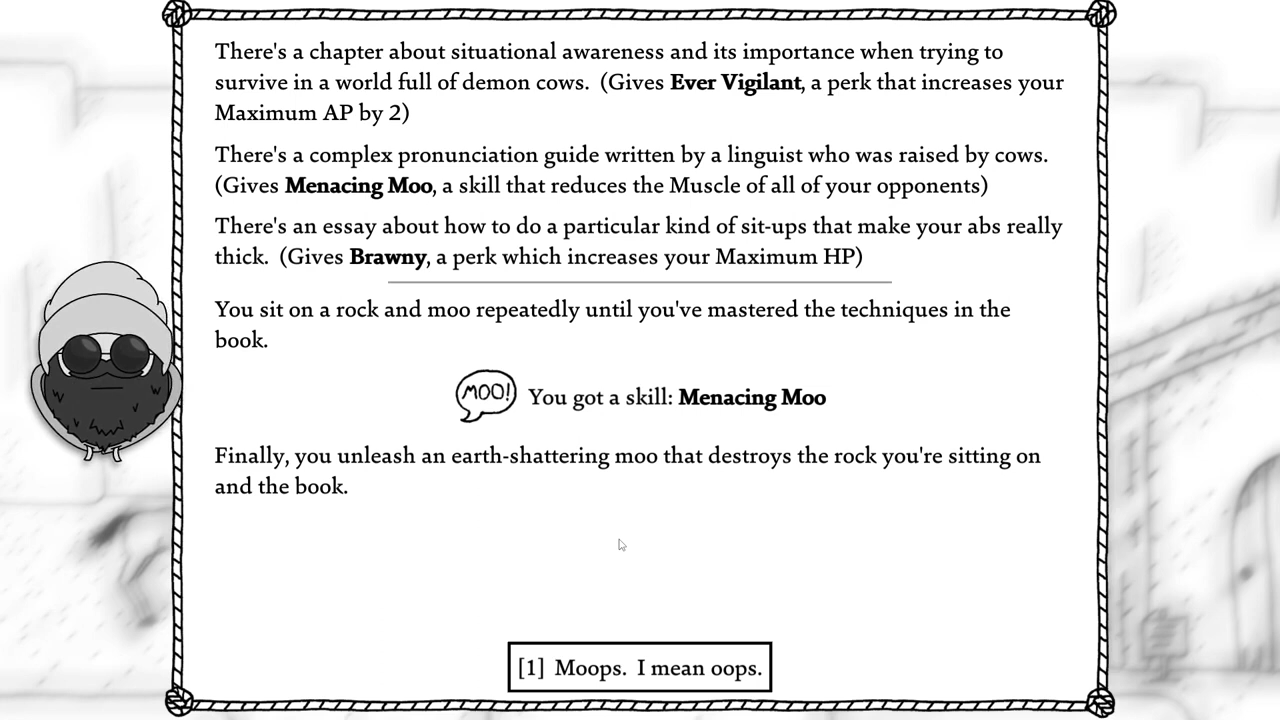 There's a chapter about situational awareness and its importance when trying to
survive in a world full of demon cows.  (Gives Ever Vigilant, a perk that increases your
Maximum AP by 2)
There's a complex pronunciation guide written by a linguist who was raised by cows.
(Gives Menacing Moo, a skill that reduces the Muscle of all of your opponents)
There's an essay about how to do a particular kind of sit-ups that make your abs really
thick.  (Gives Brawny, a perk which increases your Maximum HP)
You sit on a rock and moo repeatedly until you've mastered the techniques in the
book.
MOO! You got a skill: Menacing Moo
Finally, you unleash an earth-shattering moo that destroys the rock you're sitting on
and the book.
[1]  Moops.  I mean oops.